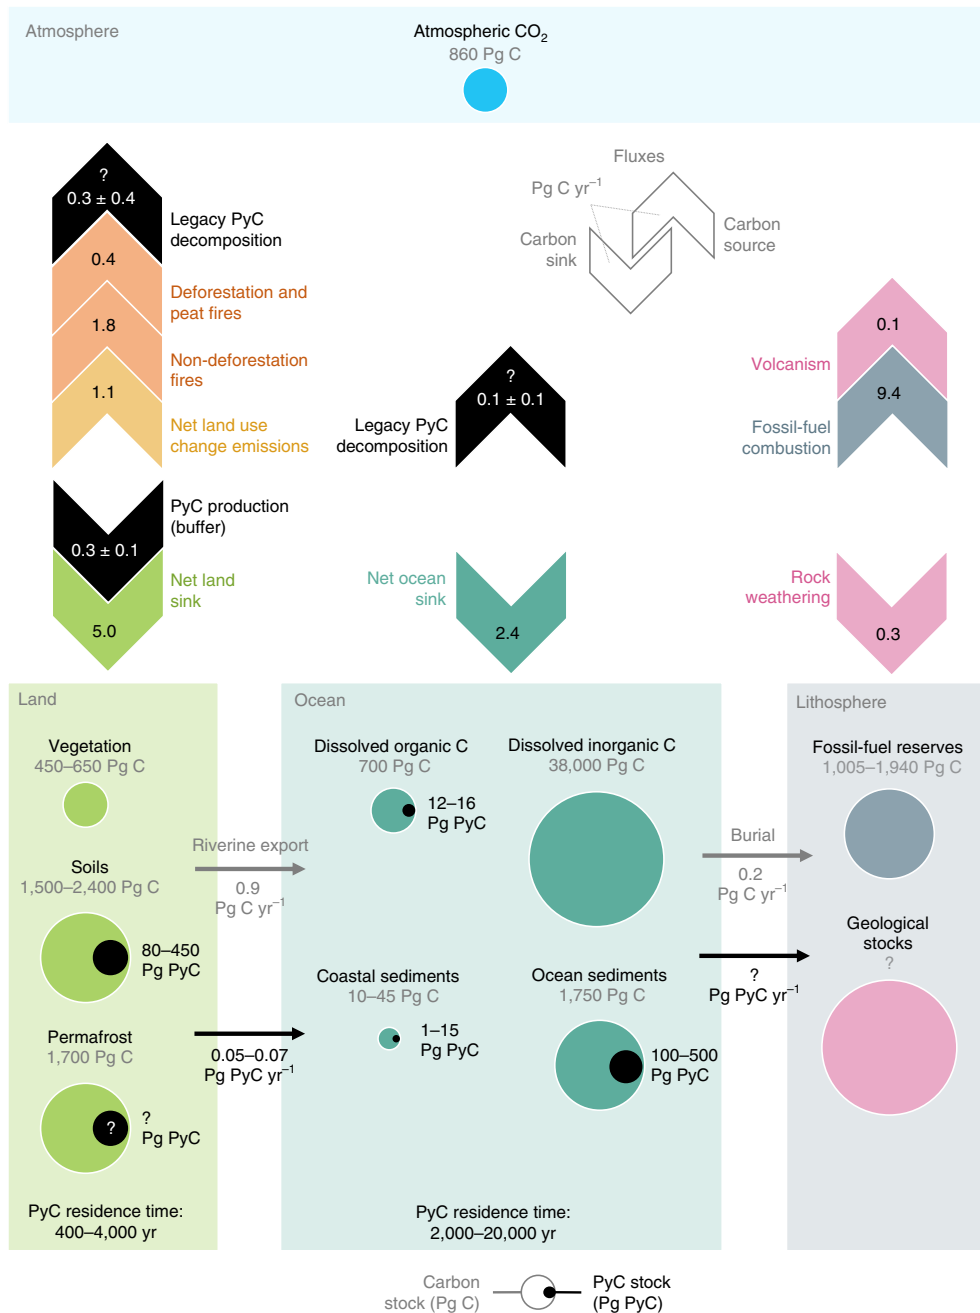 Atmosphere
Atmospheric CO₂
860 Pg C
?
0.3 ± 0.4
Legacy PyC
decomposition
0.4
Deforestation and
peat fires
1.8
Non-deforestation
fires
1.1
Net land use
change emissions
PyC production
(buffer)
0.3 ± 0.1
Net land
sink
5.0
Fluxes
Pg C yr⁻¹
Carbon
sink
Carbon
source
?
0.1 ± 0.1
Legacy PyC
decomposition
Net ocean
sink
2.4
0.1
Volcanism
9.4
Fossil-fuel
combustion
Rock
weathering
0.3
Land
Vegetation
450–650 Pg C
Soils
1,500–2,400 Pg C
80–450
Pg PyC
Permafrost
1,700 Pg C
?
?
Pg PyC
PyC residence time:
400–4,000 yr
Riverine export
0.9
Pg C yr⁻¹
0.05–0.07
Pg PyC yr⁻¹
Ocean
Dissolved organic C
700 Pg C
12–16
Pg PyC
Dissolved inorganic C
38,000 Pg C
Coastal sediments
10–45 Pg C
1–15
Pg PyC
Ocean sediments
1,750 Pg C
100–500
Pg PyC
PyC residence time:
2,000–20,000 yr
Burial
0.2
Pg C yr⁻¹
?
Pg PyC yr⁻¹
Lithosphere
Fossil-fuel reserves
1,005–1,940 Pg C
Geological
stocks
?
Carbon
stock (Pg C)
PyC stock
(Pg PyC)